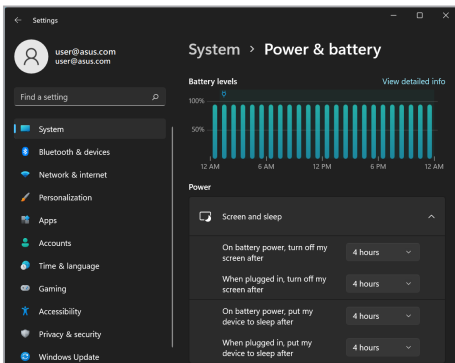 Settings
user@asus.com
user@asus.com
Find a setting
System
Bluetooth & devices
Network & internet
Personalization
Apps
Accounts
Time & language
Gaming
Accessibility
Privacy & security
Windows Update
System > Power & battery
Battery levels
View detailed info
100%
50%
12 AM
6 AM
12 PM
6 PM
12 AM
Power
Screen and sleep
On battery power, turn off my
screen after
4 hours
When plugged in, turn off my
screen after
4 hours
On battery power, put my
device to sleep after
4 hours
When plugged in, put my
device to sleep after
4 hours